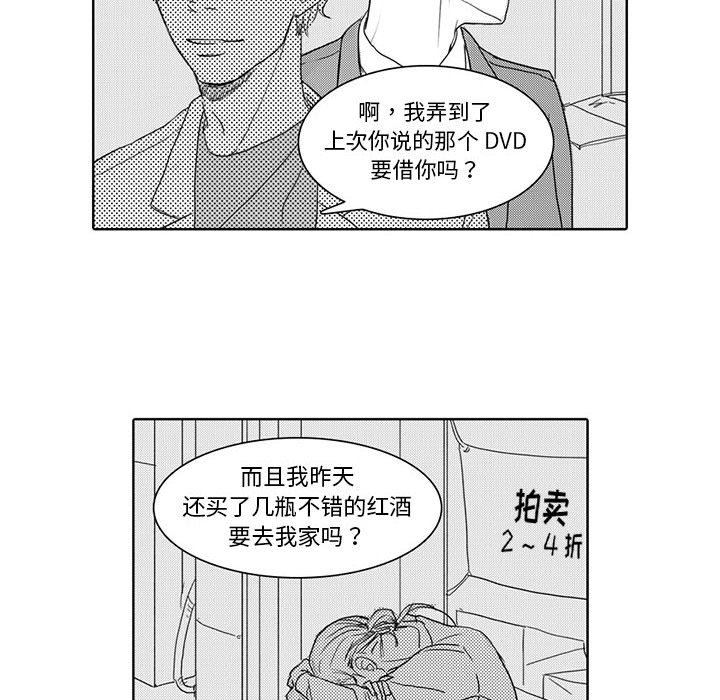 啊，我弄到了
上次你说的那个 DVD
要借你吗？
而且我昨天
还买了几瓶不错的红酒
要去我家吗？
拍卖
2～4折